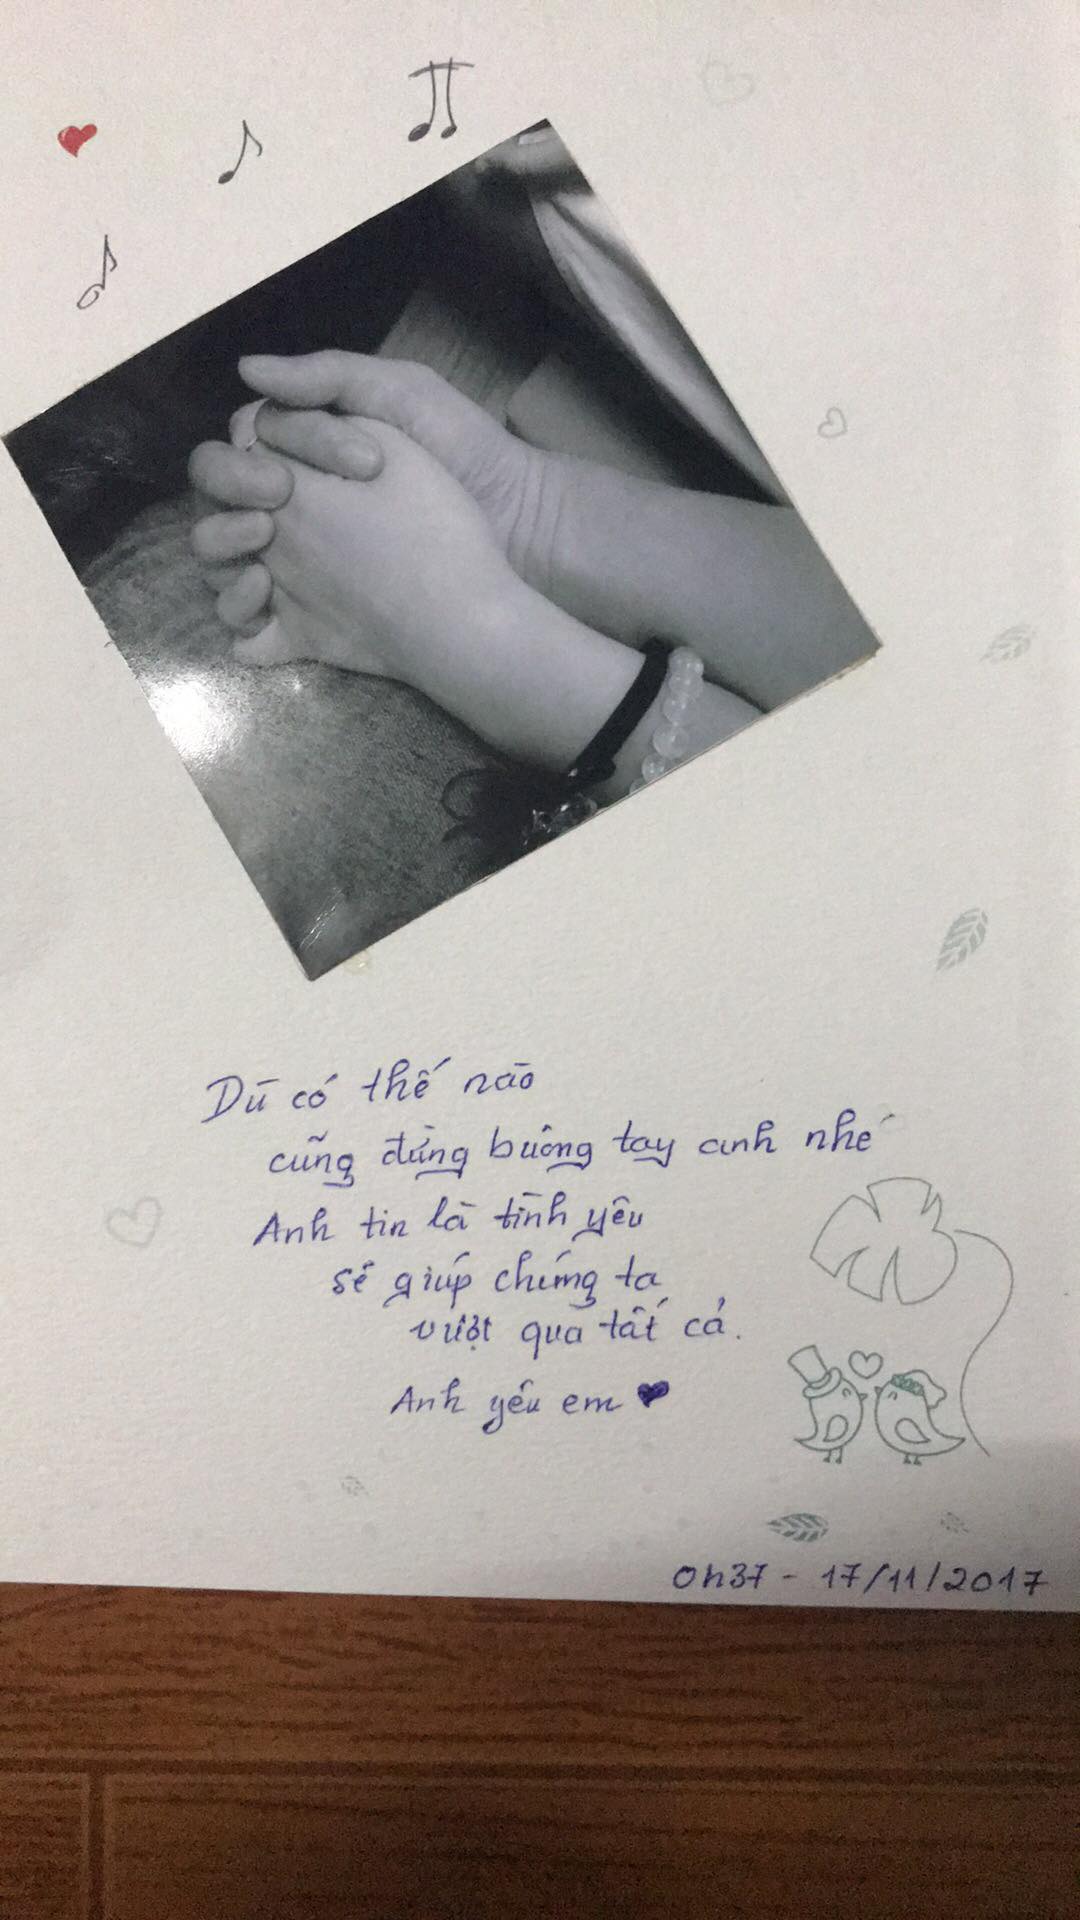 Dù có thế nào
cũng đừng buông tay anh nhé
Anh tin là tình yêu
sẽ giúp chúng ta
vượt qua tất cả.
Anh yêu em
0h37 - 17/11/2017